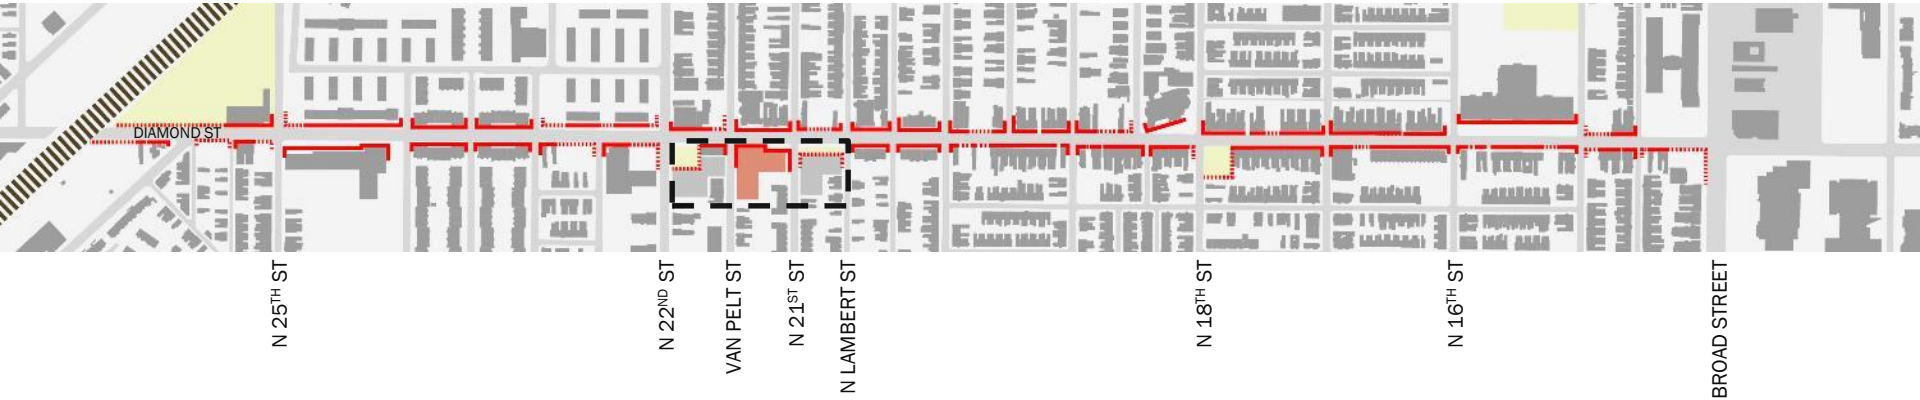 DIAMOND ST
N 25TH ST
N 22ND ST
VAN PELT ST
N 21ST ST
N LAMBERT ST
N 18TH ST
N 16TH ST
BROAD STREET